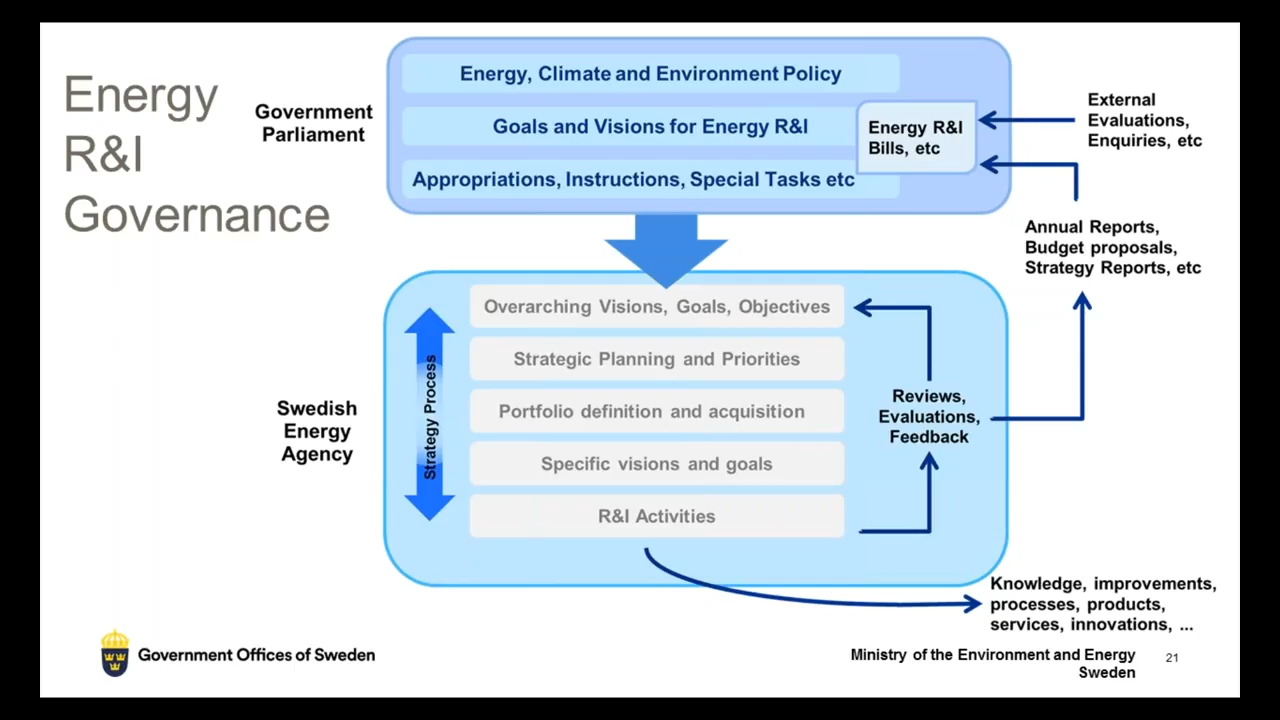 Energy
R&I
Governance
Government
Parliament
Energy, Climate and Environment Policy
Goals and Visions for Energy R&I
Appropriations, Instructions, Special Tasks etc
Energy R&I
Bills, etc
External
Evaluations,
Enquiries, etc
Annual Reports,
Budget proposals,
Strategy Reports, etc
Swedish
Energy
Agency
Strategy Process
Overarching Visions, Goals, Objectives
Strategic Planning and Priorities
Portfolio definition and acquisition
Specific visions and goals
R&I Activities
Reviews,
Evaluations,
Feedback
Knowledge, improvements,
processes, products,
services, innovations, ...
Government Offices of Sweden
Ministry of the Environment and Energy
Sweden
21